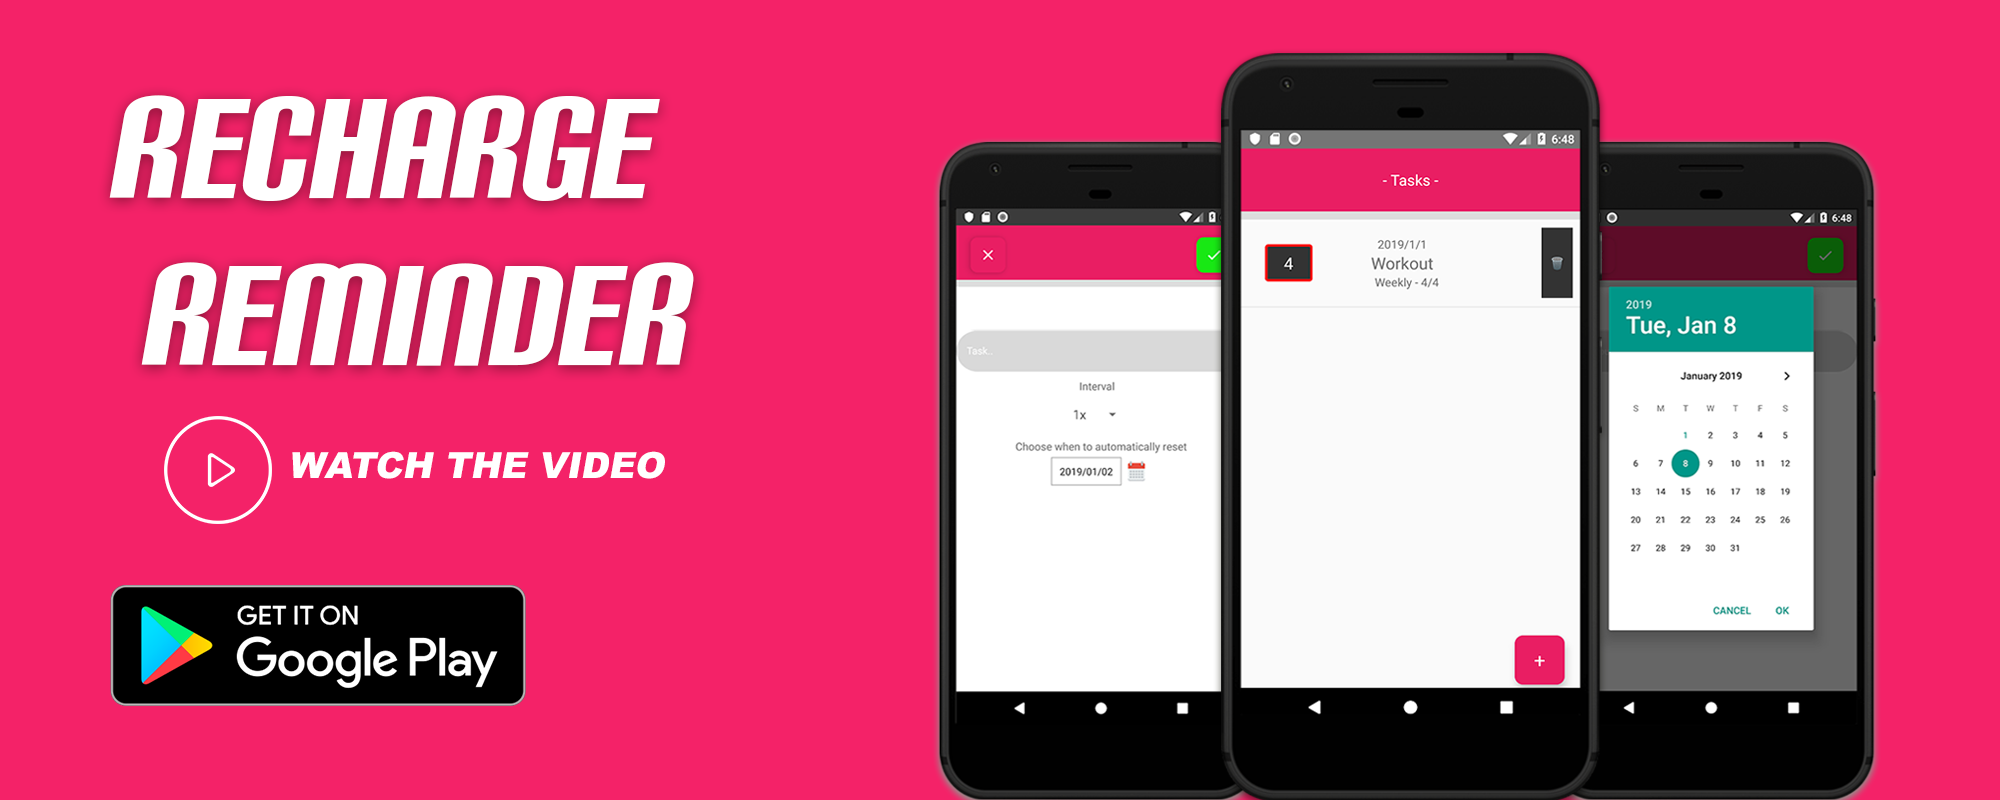 RECHARGE
REMINDER
WATCH THE VIDEO
GET IT ON
Google Play
Task..
Interval
1x
Choose when to automatically reset
2019/01/02
6:48
- Tasks -
4
2019/1/1
Workout
Weekly - 4/4
+
6:48
2019
Tue, Jan 8
January 2019
S M T W T F S
1 2 3 4 5
6 7 8 9 10 11 12
13 14 15 16 17 18 19
20 21 22 23 24 25 26
27 28 29 30 31
CANCEL OK